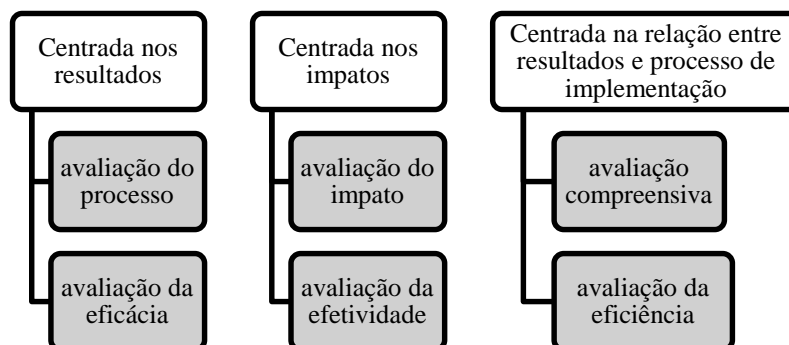 Centrada nos
resultados
avaliação do
processo
avaliação da
eficácia
Centrada nos
impatos
avaliação do
impato
avaliação da
efetividade
Centrada na relação entre
resultados e processo de
implementação
avaliação
compreensiva
avaliação da
eficiência